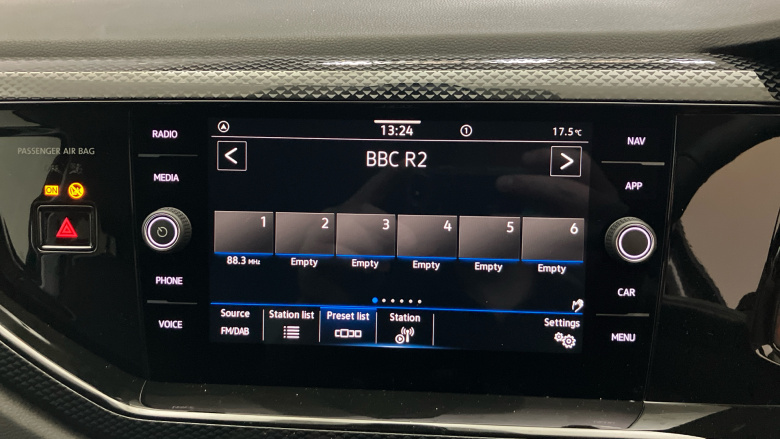 PASSENGER AIR BAG
ON
RADIO
MEDIA
PHONE
VOICE
13:24
1
17.5°C
<
BBC R2
>
1
2
3
4
5
6
88.3 MHz
Empty
Empty
Empty
Empty
Empty
Source
FM/DAB
Station list
Preset list
Station
Settings
NAV
APP
CAR
MENU